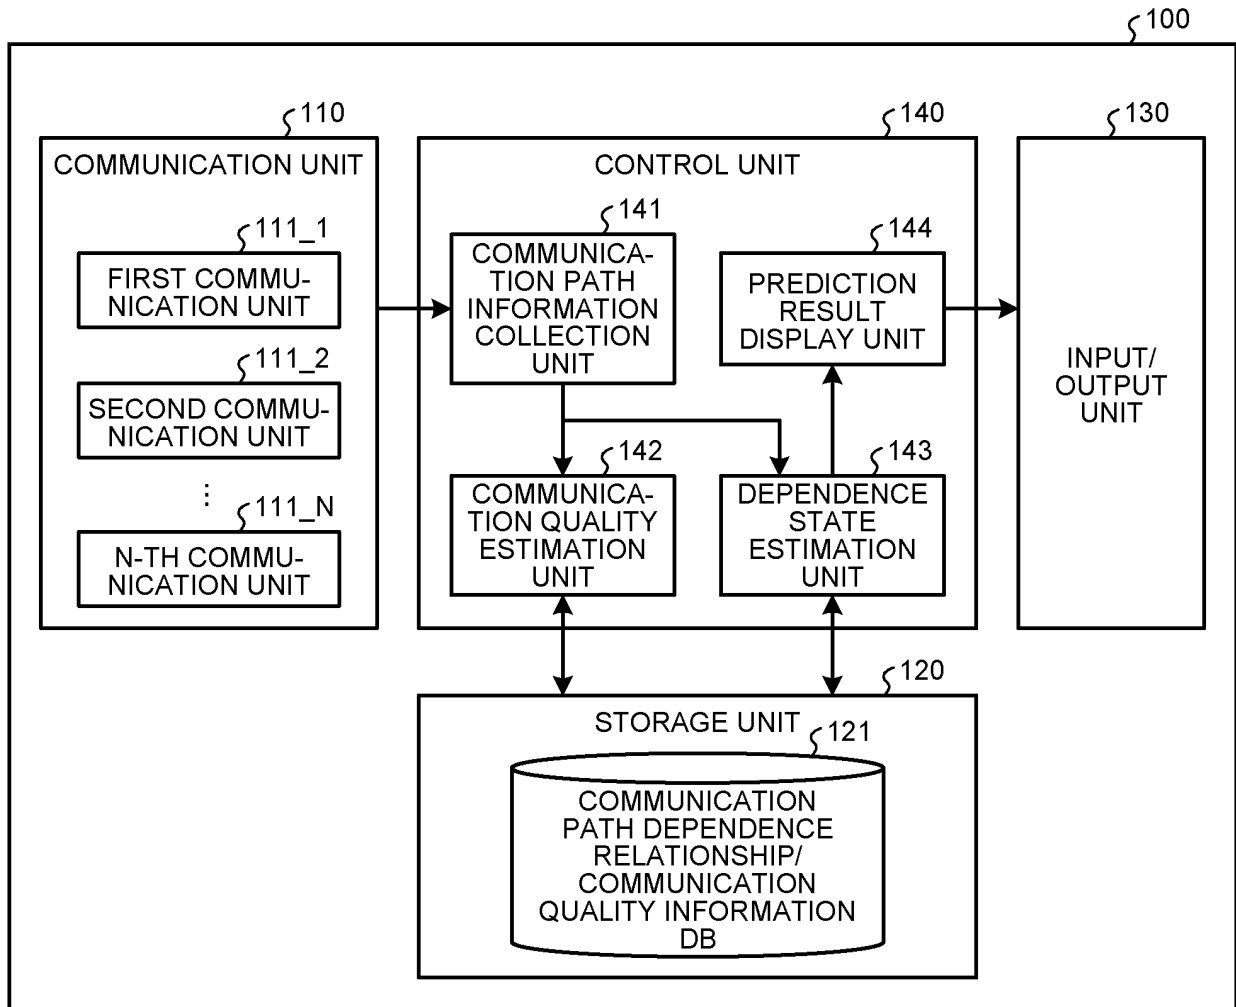 100
110
COMMUNICATION UNIT
111_1
FIRST COMMU-
NICATION UNIT
111_2
SECOND COMMU-
NICATION UNIT
⋮
111_N
N-TH COMMU-
NICATION UNIT
140
CONTROL UNIT
141
COMMUNICA-
TION PATH
INFORMATION
COLLECTION
UNIT
144
PREDICTION
RESULT
DISPLAY UNIT
142
COMMUNICA-
TION QUALITY
ESTIMATION
UNIT
143
DEPENDENCE
STATE
ESTIMATION
UNIT
130
INPUT/
OUTPUT
UNIT
120
STORAGE UNIT
121
COMMUNICATION
PATH DEPENDENCE
RELATIONSHIP/
COMMUNICATION
QUALITY INFORMATION
DB